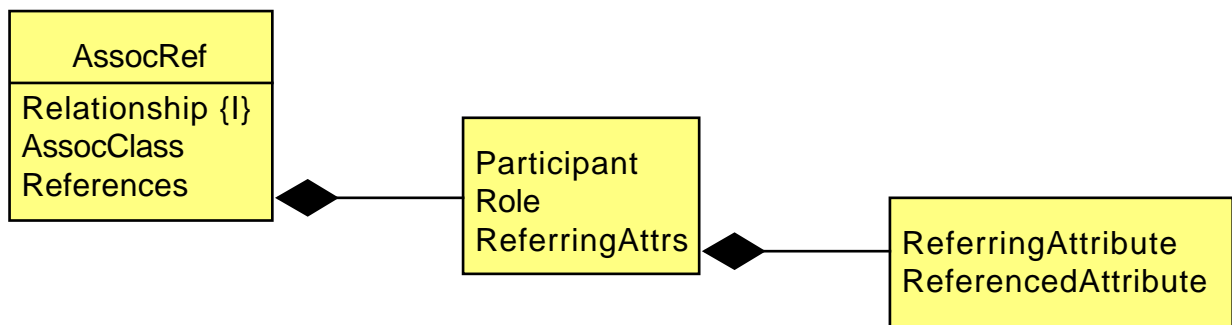 AssocRef
Relationship {I}
AssocClass
References
Participant
Role
ReferringAttrs
ReferringAttribute
ReferencedAttribute